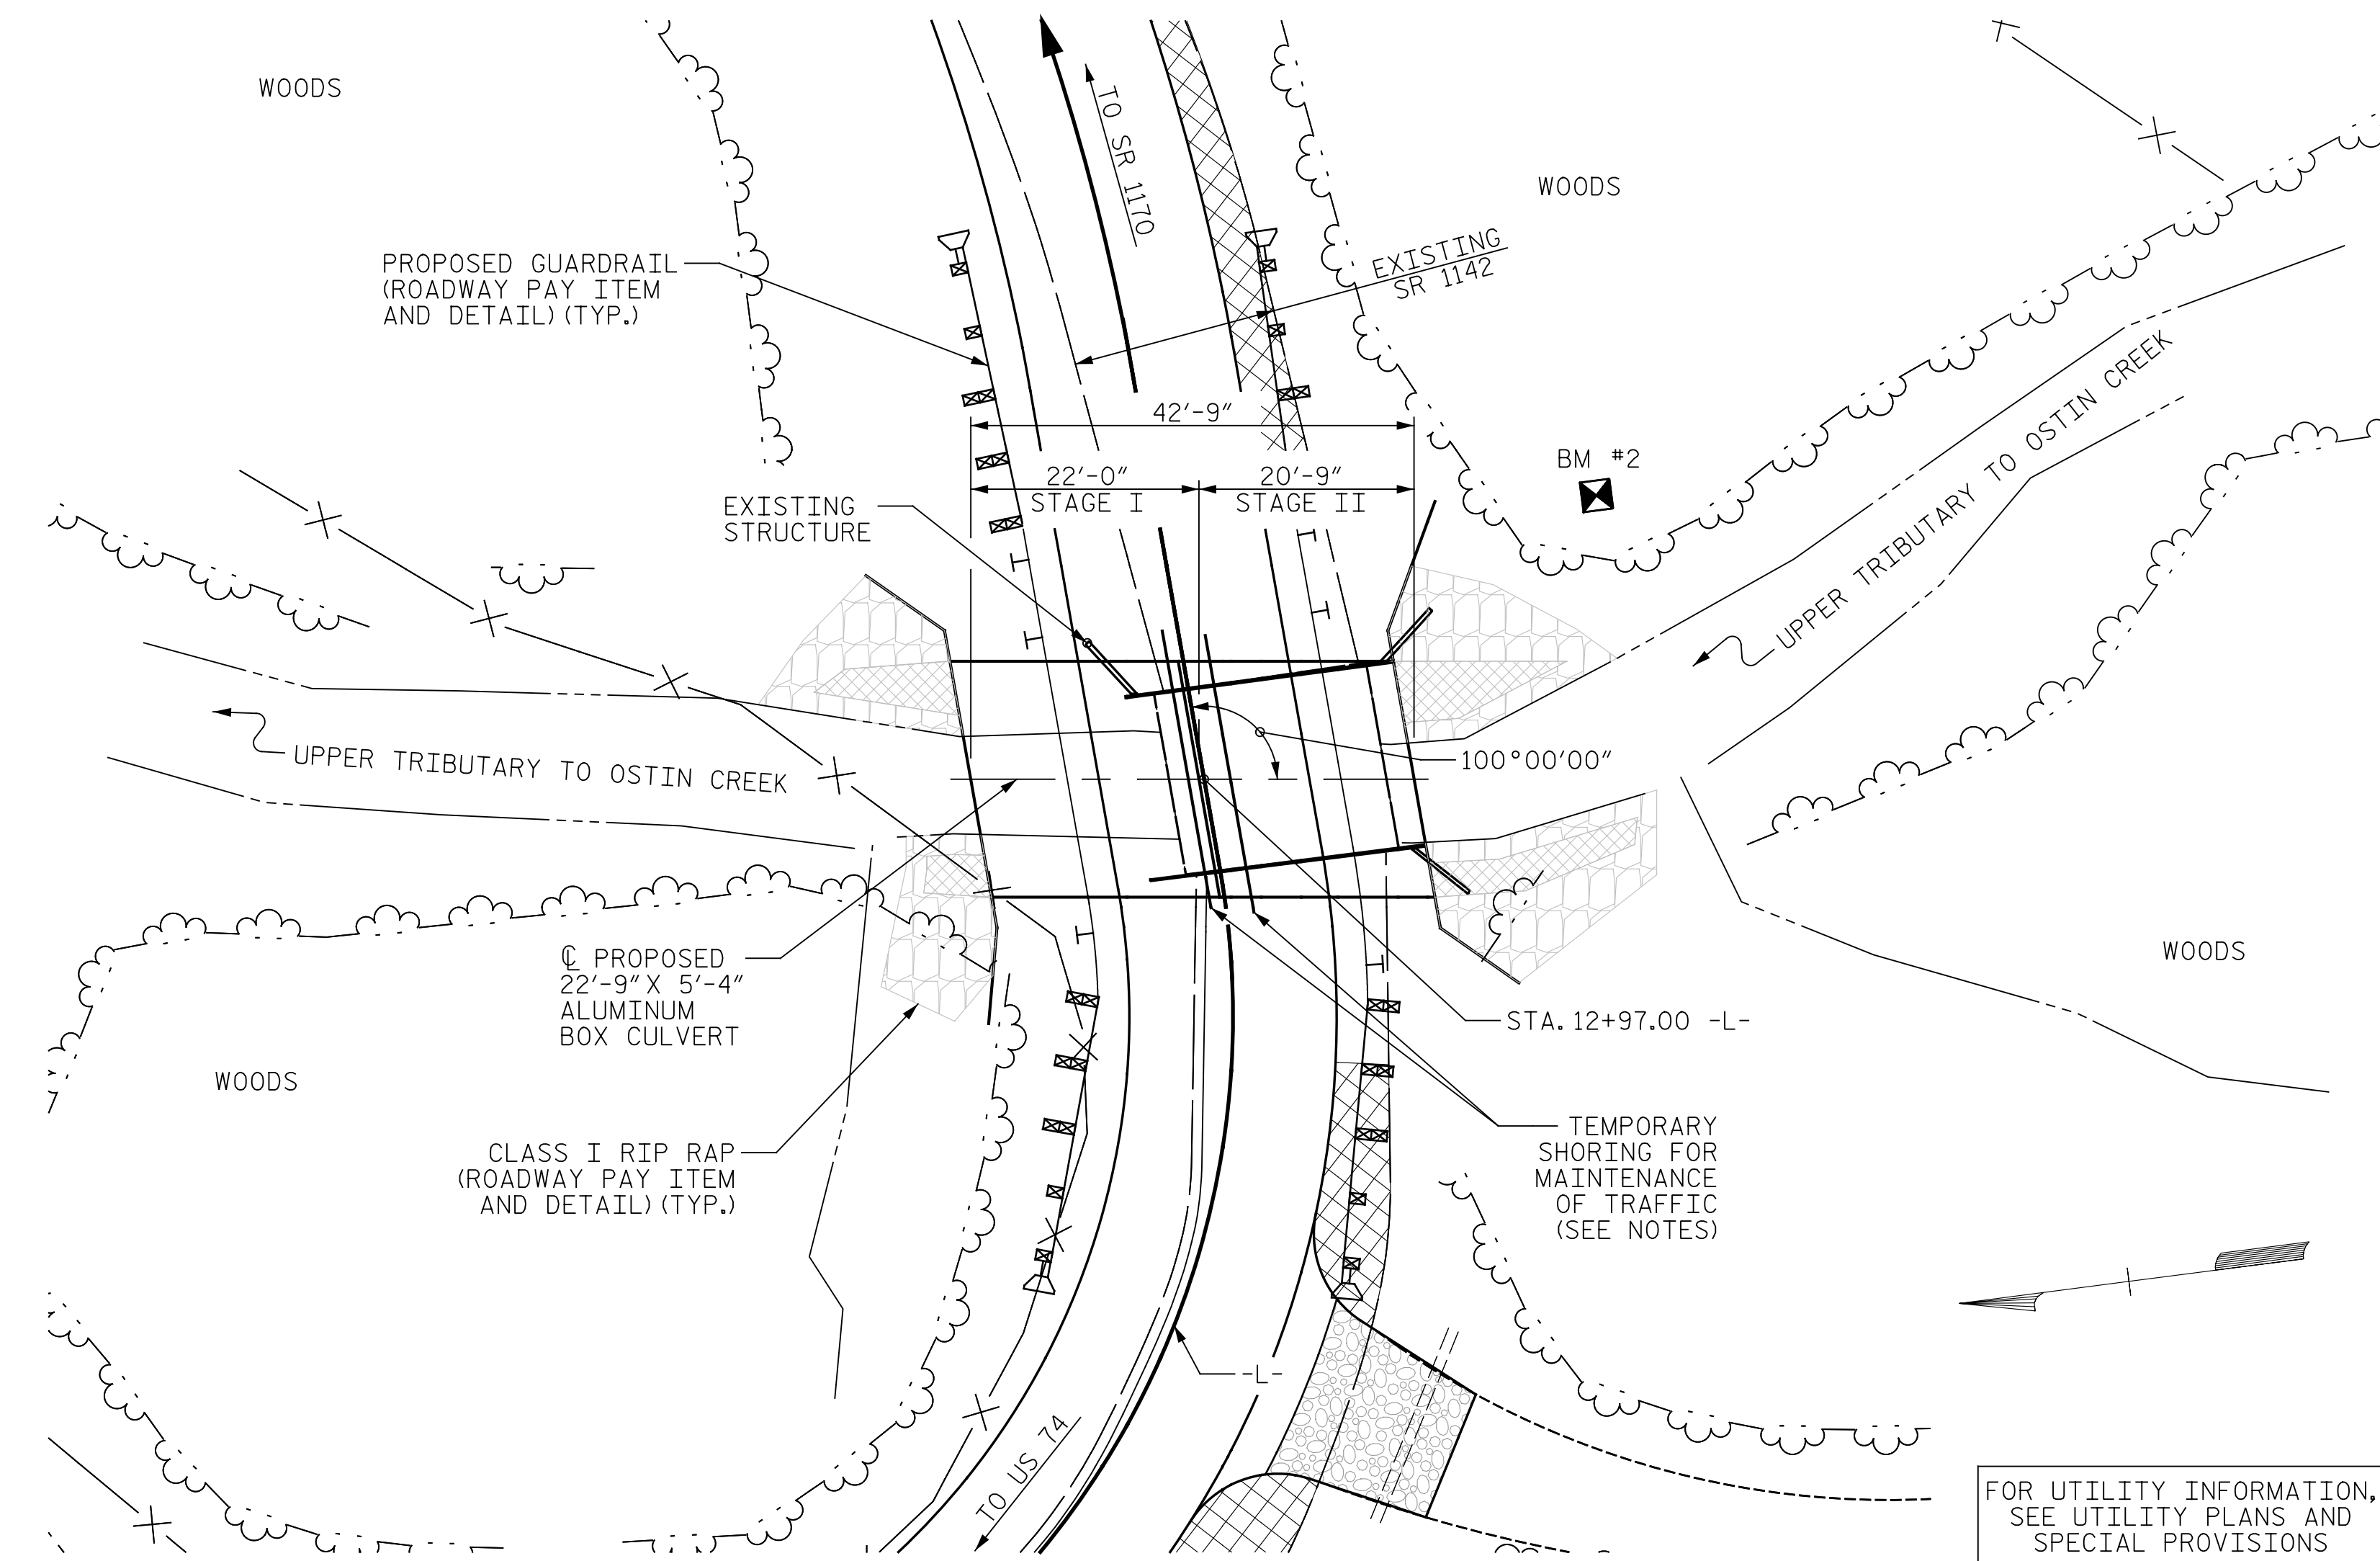 WOODS
TO SR 1170
WOODS
PROPOSED GUARDRAIL
(ROADWAY PAY ITEM
AND DETAIL) (TYP.)
EXISTING
SR 1142
42'-9"
22'-0"
STAGE I
20'-9"
STAGE II
BM #2
EXISTING
STRUCTURE
UPPER TRIBUTARY TO OSTIN CREEK
UPPER TRIBUTARY TO OSTIN CREEK
100°00'00"
℄ PROPOSED
22'-9" X 5'-4"
ALUMINUM
BOX CULVERT
WOODS
STA. 12+97.00 -L-
WOODS
CLASS I RIP RAP
(ROADWAY PAY ITEM
AND DETAIL) (TYP.)
TEMPORARY
SHORING FOR
MAINTENANCE
OF TRAFFIC
(SEE NOTES)
-L-
TO US 74
FOR UTILITY INFORMATION,
SEE UTILITY PLANS AND
SPECIAL PROVISIONS